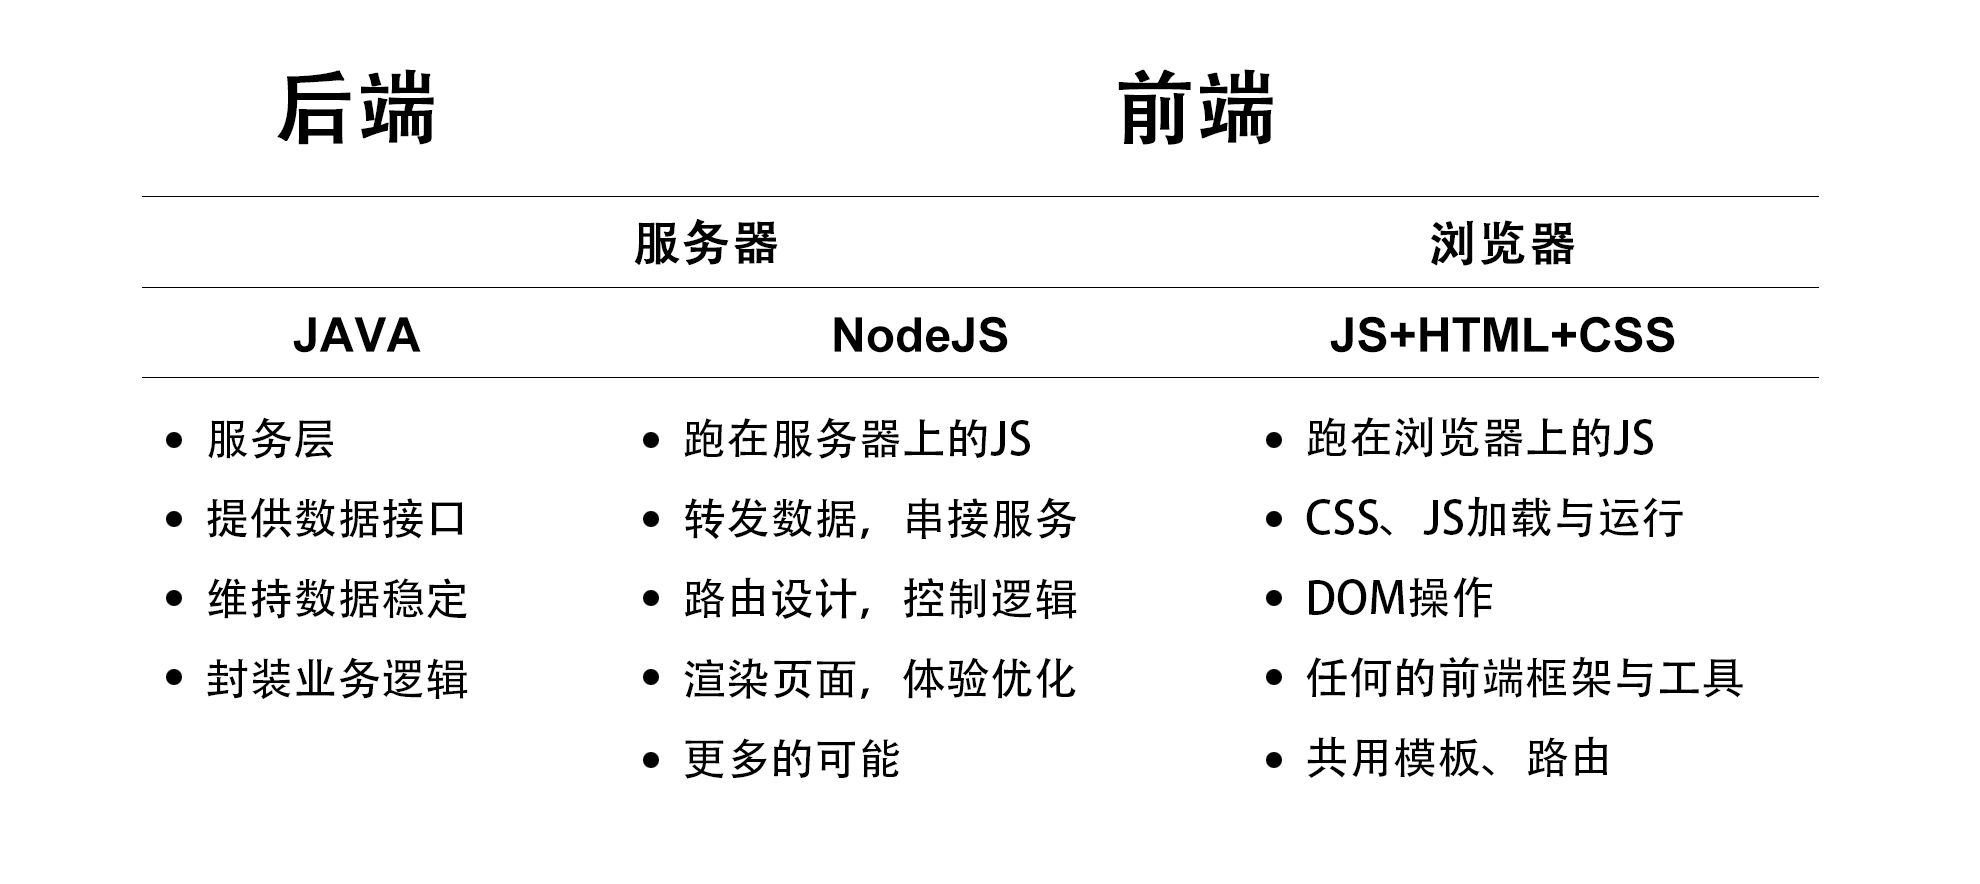 后端
前端
服务器
浏览器
JAVA
NodeJS
JS+HTML+CSS
• 服务层
• 提供数据接口
• 维持数据稳定
• 封装业务逻辑
• 跑在服务器上的JS
• 转发数据，串接服务
• 路由设计，控制逻辑
• 渲染页面，体验优化
• 更多的可能
• 跑在浏览器上的JS
• CSS、JS加载与运行
• DOM操作
• 任何的前端框架与工具
• 共用模板、路由